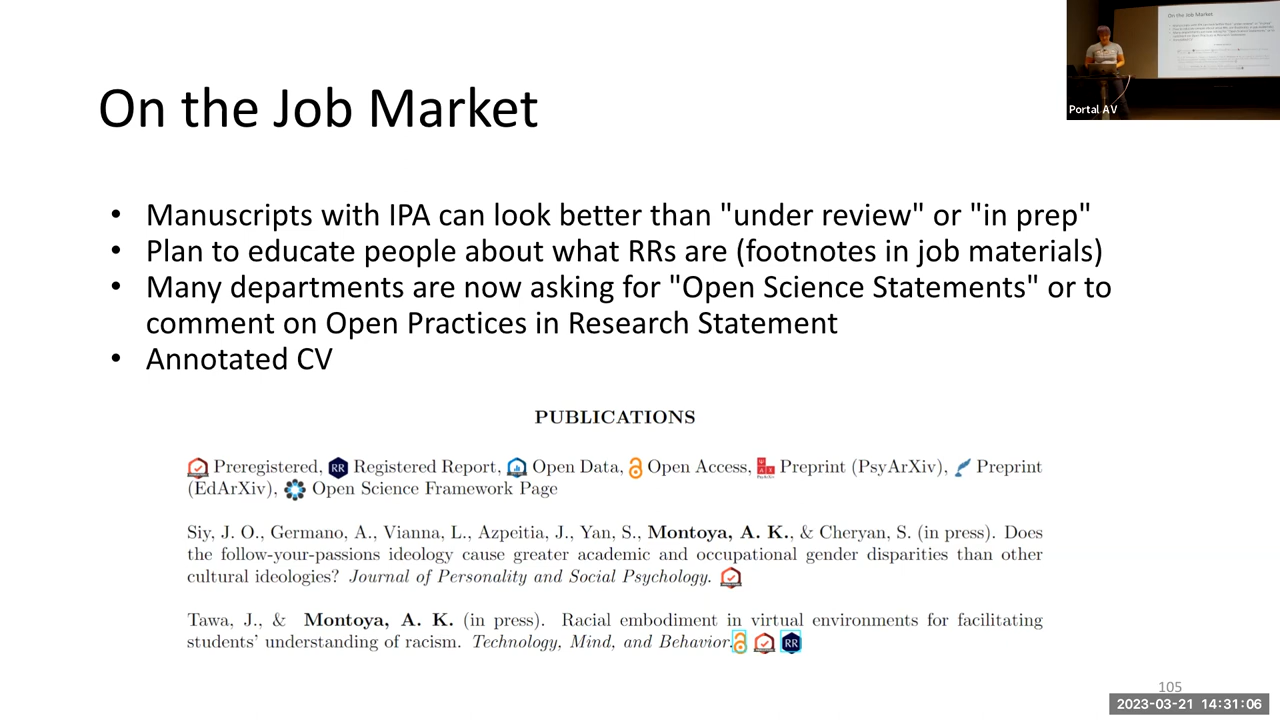 On the Job Market
Portal AV
On the Job Market
• Manuscripts with IPA can look better than "under review" or "in prep"
• Plan to educate people about what RRs are (footnotes in job materials)
• Many departments are now asking for "Open Science Statements" or to
comment on Open Practices in Research Statement
• Annotated CV
PUBLICATIONS
Preregistered, RR Registered Report, Open Data, Open Access, Preprint (PsyArXiv), Preprint
(EdArXiv), Open Science Framework Page
Siy, J. O., Germano, A., Vianna, L., Azpeitia, J., Yan, S., Montoya, A. K., & Cheryan, S. (in press). Does
the follow-your-passions ideology cause greater academic and occupational gender disparities than other
cultural ideologies? Journal of Personality and Social Psychology.
Tawa, J., & Montoya, A. K. (in press). Racial embodiment in virtual environments for facilitating
students' understanding of racism. Technology, Mind, and Behavior. RR
105
2023-03-21 14:31:06